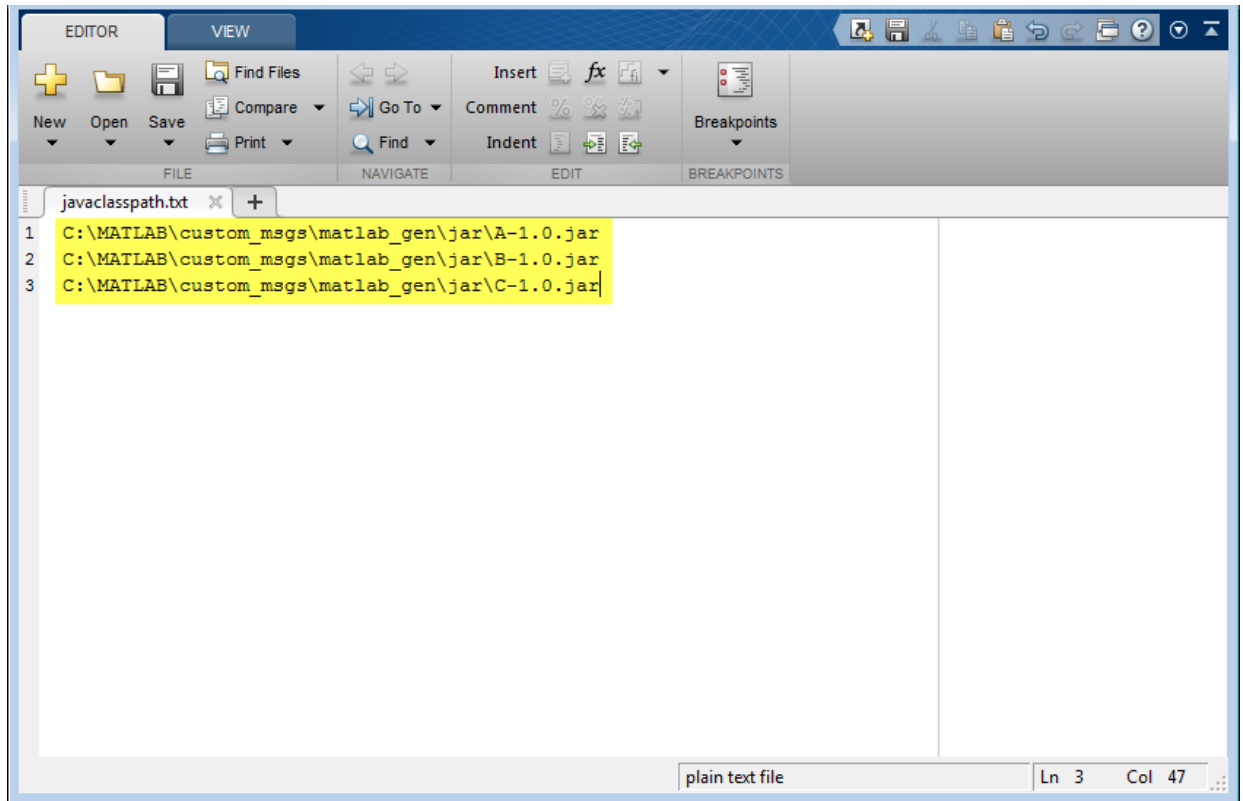 EDITOR VIEW
New Open Save
Find Files
Compare
Print
FILE
Go To
Find
NAVIGATE
Insert fx
Comment
Indent
EDIT
Breakpoints
BREAKPOINTS
javaclasspath.txt
1 C:\MATLAB\custom_msgs\matlab_gen\jar\A-1.0.jar
2 C:\MATLAB\custom_msgs\matlab_gen\jar\B-1.0.jar
3 C:\MATLAB\custom_msgs\matlab_gen\jar\C-1.0.jar
plain text file Ln 3 Col 47